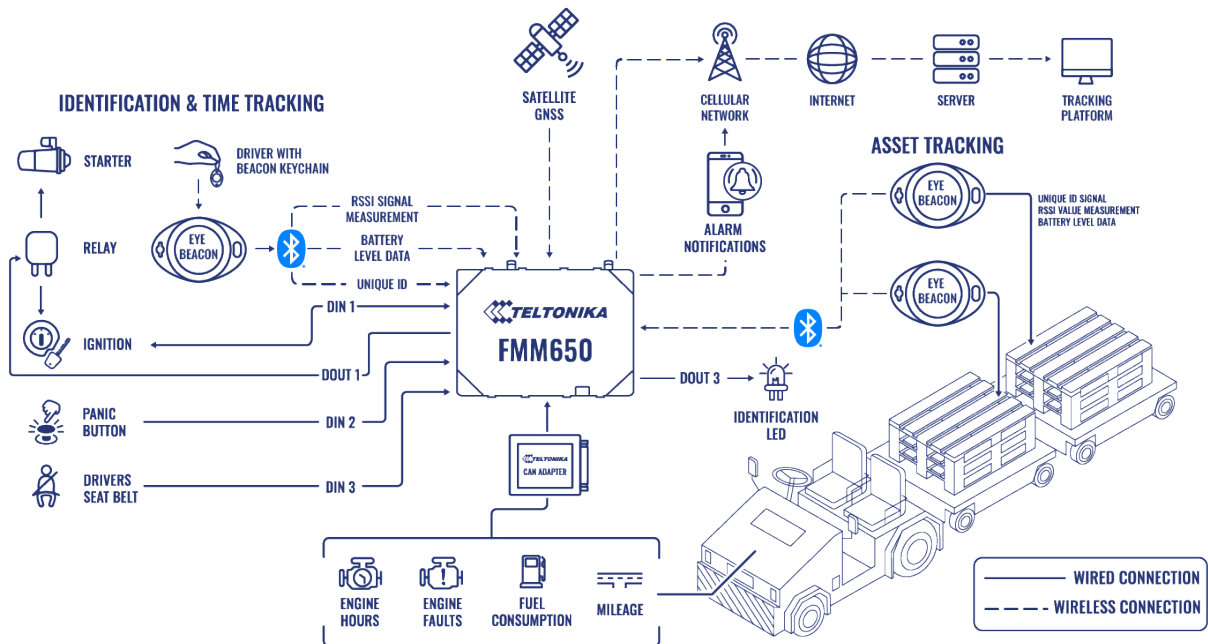 SATELLITE
GNSS
CELLULAR
NETWORK
INTERNET
SERVER
TRACKING
PLATFORM
IDENTIFICATION & TIME TRACKING
STARTER
DRIVER WITH
BEACON KEYCHAIN
RELAY
EYE
BEACON
RSSI SIGNAL
MEASUREMENT
BATTERY
LEVEL DATA
UNIQUE ID
ALARM
NOTIFICATIONS
ASSET TRACKING
EYE
BEACON
UNIQUE ID SIGNAL
RSSI VALUE MEASUREMENT
BATTERY LEVEL DATA
EYE
BEACON
DIN 1
IGNITION
DOUT 1
TELTONIKA
FMM650
DOUT 3
IDENTIFICATION
LED
PANIC
BUTTON
DIN 2
DRIVERS
SEAT BELT
DIN 3
TELTONIKA
CAN ADAPTER
ENGINE
HOURS
ENGINE
FAULTS
FUEL
CONSUMPTION
MILEAGE
WIRED CONNECTION
WIRELESS CONNECTION